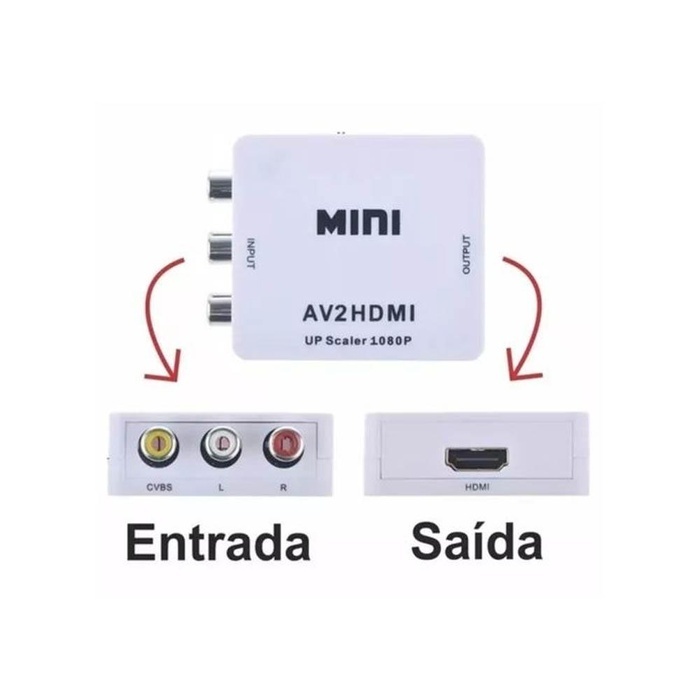 MINI
INPUT
OUTPUT
AV2HDMI
UP Scaler 1080P
CVBS L R
HDMI
Entrada
Saída